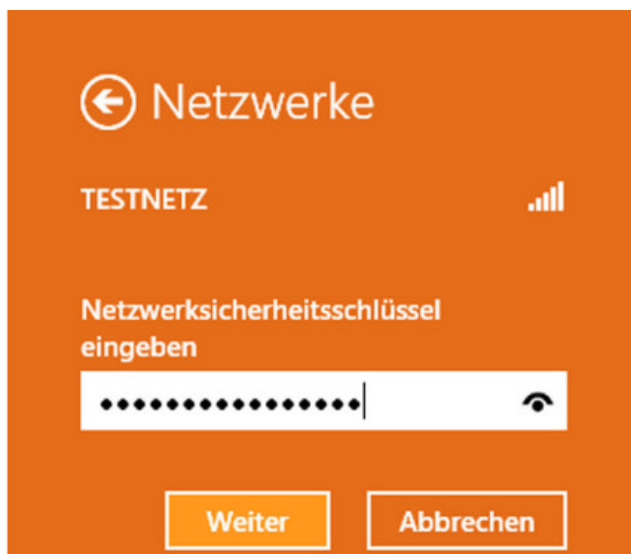 Netzwerke
TESTNETZ
Netzwerksicherheitsschlüssel
eingeben
••••••••••••••••
Weiter Abbrechen